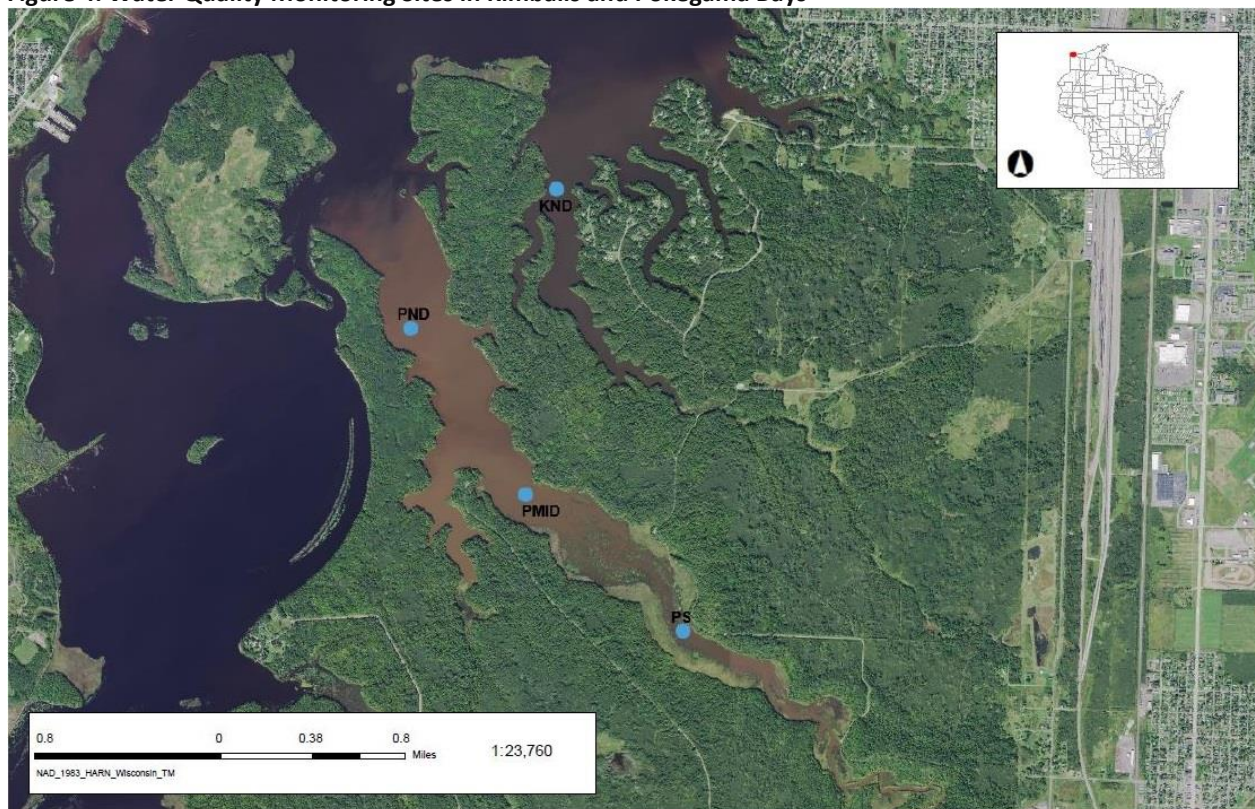 Figure 4. Water Quality Monitoring Sites in Kimballs and Pokegama Bays
KND
PND
PMID
PS
0.8 0 0.38 0.8
Miles
1:23,760
NAD_1983_HARN_Wisconsin_TM